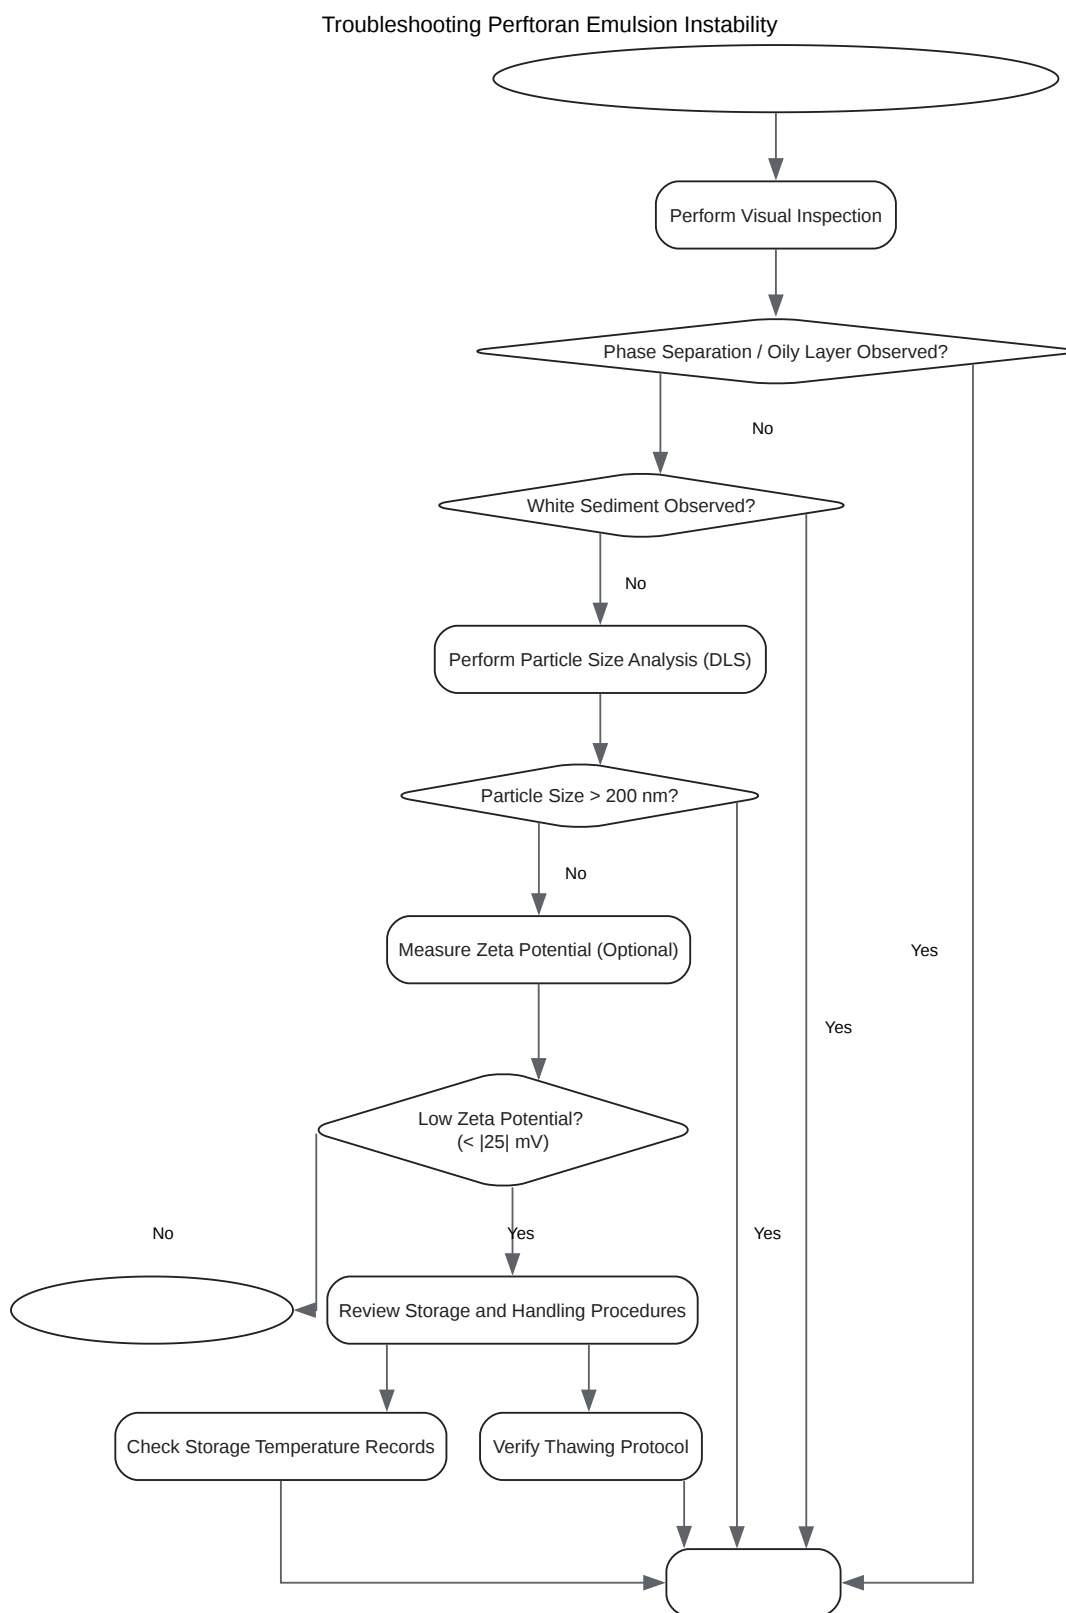 Troubleshooting Perftoran Emulsion Instability
Perform Visual Inspection
Phase Separation / Oily Layer Observed?
No
White Sediment Observed?
No
Perform Particle Size Analysis (DLS)
Particle Size > 200 nm?
No
Measure Zeta Potential (Optional)
Yes
Yes
Low Zeta Potential?
(< |25| mV)
No
Yes
Yes
Review Storage and Handling Procedures
Check Storage Temperature Records
Verify Thawing Protocol